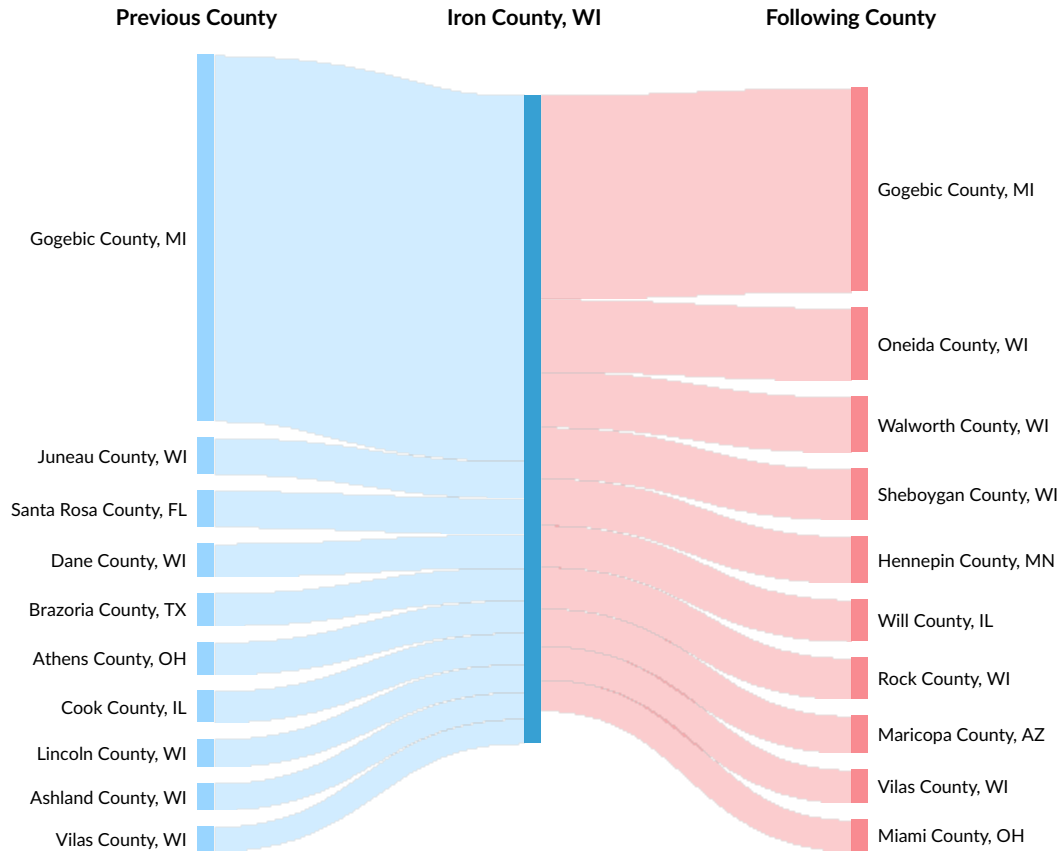 Previous County
Iron County, WI
Following County
Gogebic County, MI
Juneau County, WI
Santa Rosa County, FL
Dane County, WI
Brazoria County, TX
Athens County, OH
Cook County, IL
Lincoln County, WI
Ashland County, WI
Vilas County, WI
Gogebic County, MI
Oneida County, WI
Walworth County, WI
Sheboygan County, WI
Hennepin County, MN
Will County, IL
Rock County, WI
Maricopa County, AZ
Vilas County, WI
Miami County, OH